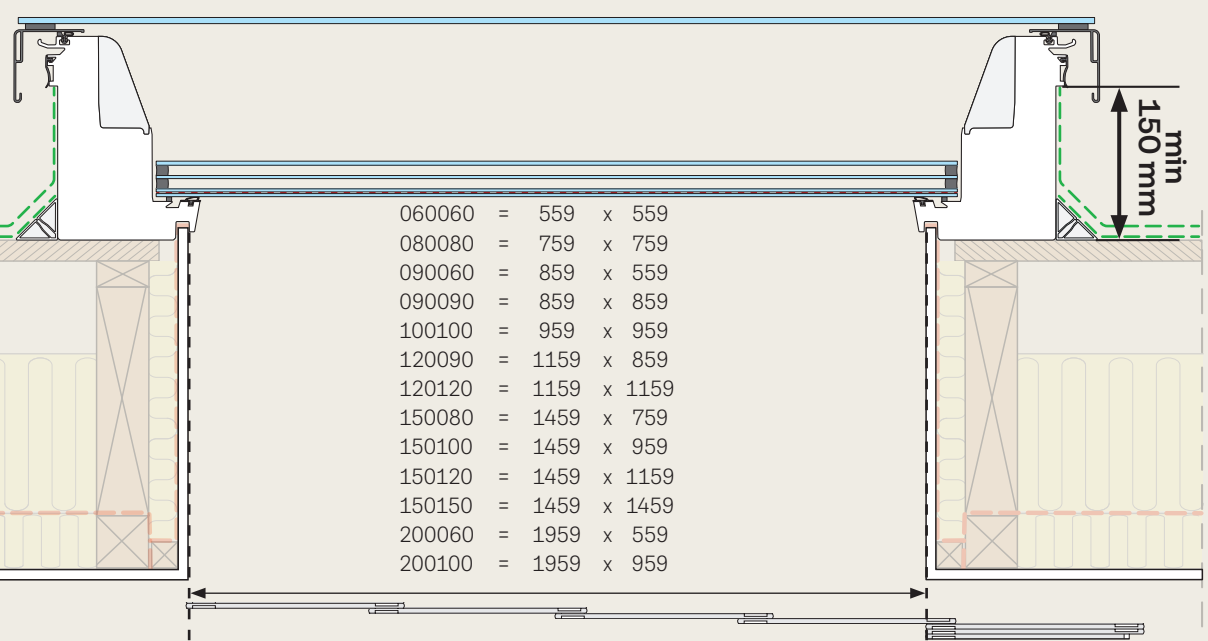 min
150 mm
060060 = 559 x 559
080080 = 759 x 759
090060 = 859 x 559
090090 = 859 x 859
100100 = 959 x 959
120090 = 1159 x 859
120120 = 1159 x 1159
150080 = 1459 x 759
150100 = 1459 x 959
150120 = 1459 x 1159
150150 = 1459 x 1459
200060 = 1959 x 559
200100 = 1959 x 959